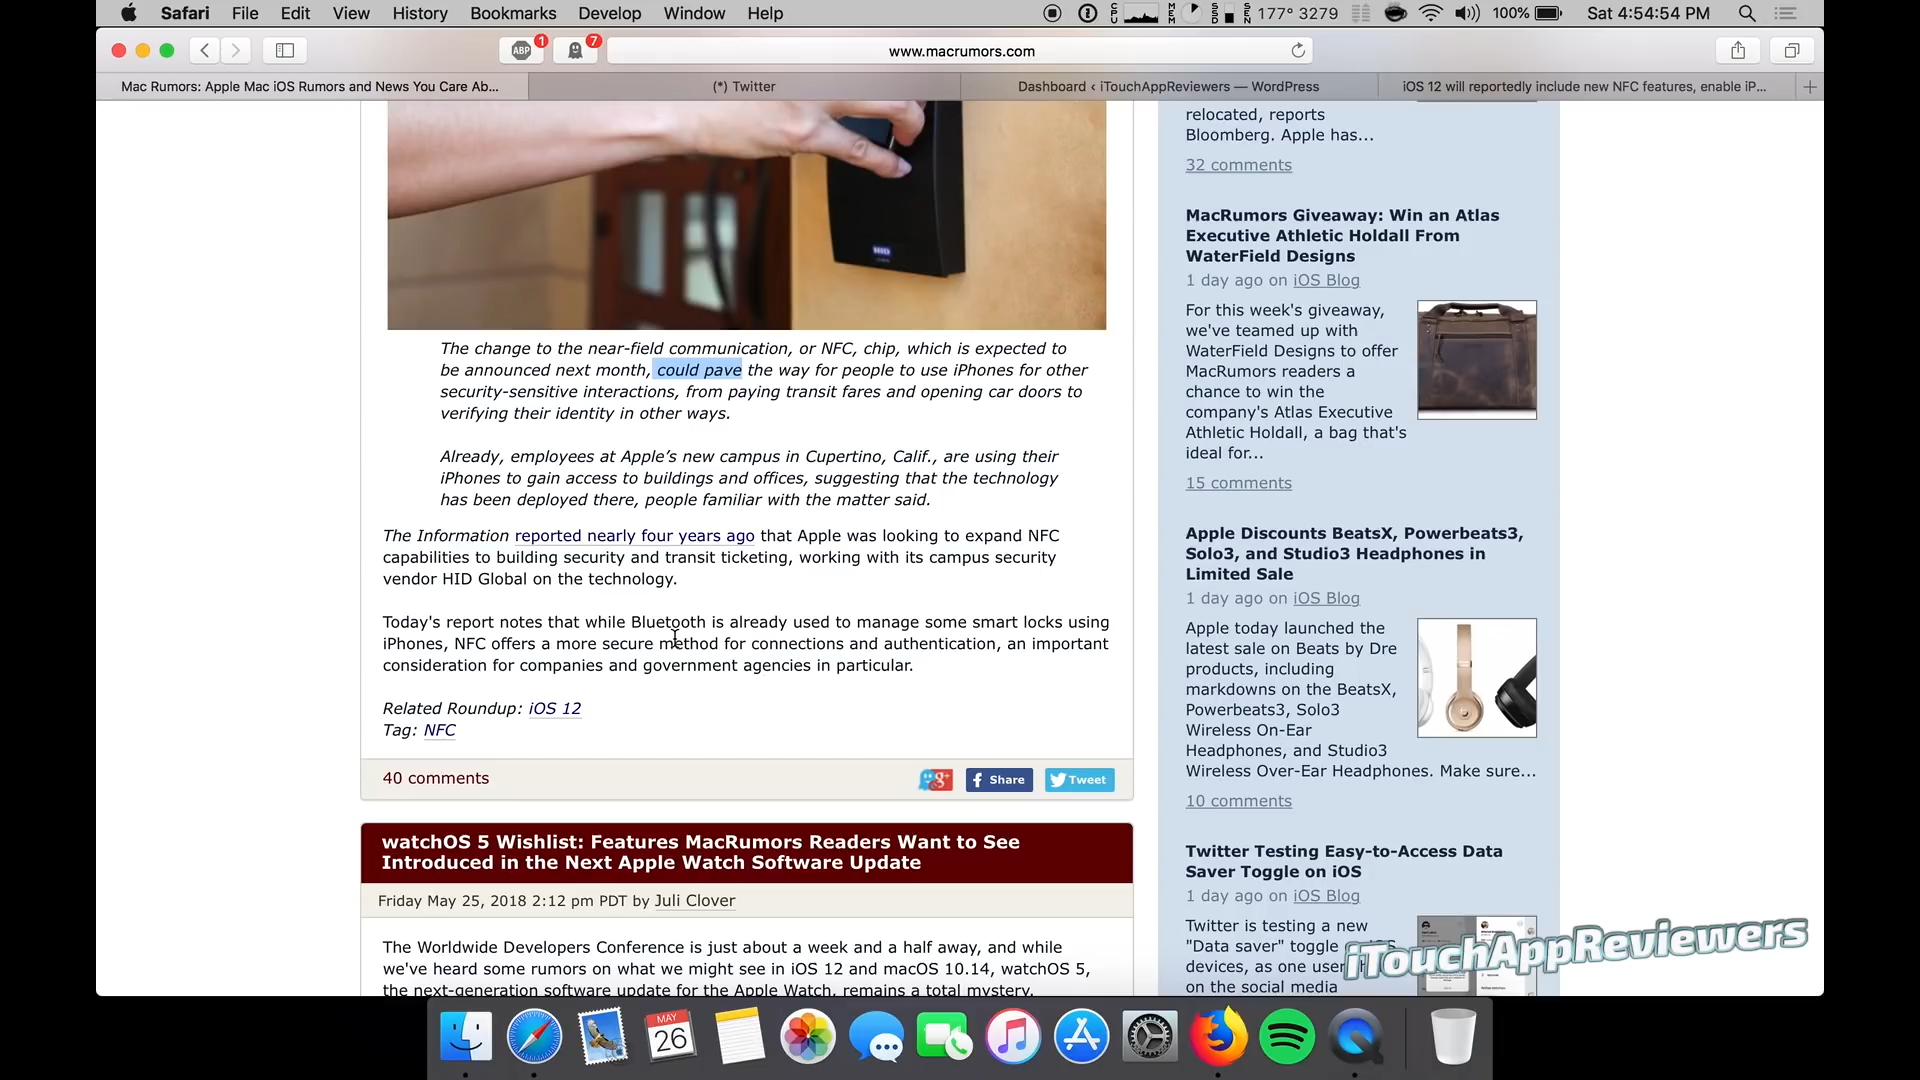 Safari File Edit View History Bookmarks Develop Window Help 177° 3279 100% Sat 4:54:54 PM
ABP 1 7 www.macrumors.com
Mac Rumors: Apple Mac iOS Rumors and News You Care Ab... (*) Twitter Dashboard ‹ iTouchAppReviewers — WordPress iOS 12 will reportedly include new NFC features, enable iP...
The change to the near-field communication, or NFC, chip, which is expected to
be announced next month, could pave the way for people to use iPhones for other
security-sensitive interactions, from paying transit fares and opening car doors to
verifying their identity in other ways.
Already, employees at Apple’s new campus in Cupertino, Calif., are using their
iPhones to gain access to buildings and offices, suggesting that the technology
has been deployed there, people familiar with the matter said.
The Information reported nearly four years ago that Apple was looking to expand NFC
capabilities to building security and transit ticketing, working with its campus security
vendor HID Global on the technology.
Today's report notes that while Bluetooth is already used to manage some smart locks using
iPhones, NFC offers a more secure method for connections and authentication, an important
consideration for companies and government agencies in particular.
Related Roundup: iOS 12
Tag: NFC
40 comments
Share
Tweet
watchOS 5 Wishlist: Features MacRumors Readers Want to See
Introduced in the Next Apple Watch Software Update
Friday May 25, 2018 2:12 pm PDT by Juli Clover
The Worldwide Developers Conference is just about a week and a half away, and while
we've heard some rumors on what we might see in iOS 12 and macOS 10.14, watchOS 5,
the next-generation software update for the Apple Watch, remains a total mystery.
relocated, reports
Bloomberg. Apple has...
32 comments
MacRumors Giveaway: Win an Atlas
Executive Athletic Holdall From
WaterField Designs
1 day ago on iOS Blog
For this week's giveaway,
we've teamed up with
WaterField Designs to offer
MacRumors readers a
chance to win the
company's Atlas Executive
Athletic Holdall, a bag that's
ideal for...
15 comments
Apple Discounts BeatsX, Powerbeats3,
Solo3, and Studio3 Headphones in
Limited Sale
1 day ago on iOS Blog
Apple today launched the
latest sale on Beats by Dre
products, including
markdowns on the BeatsX,
Powerbeats3, Solo3
Wireless On-Ear
Headphones, and Studio3
Wireless Over-Ear Headphones. Make sure...
10 comments
Twitter Testing Easy-to-Access Data
Saver Toggle on iOS
1 day ago on iOS Blog
Twitter is testing a new
"Data saver" toggle
devices, as one user
on the social media
iTouchAppReviewers
MAY
26